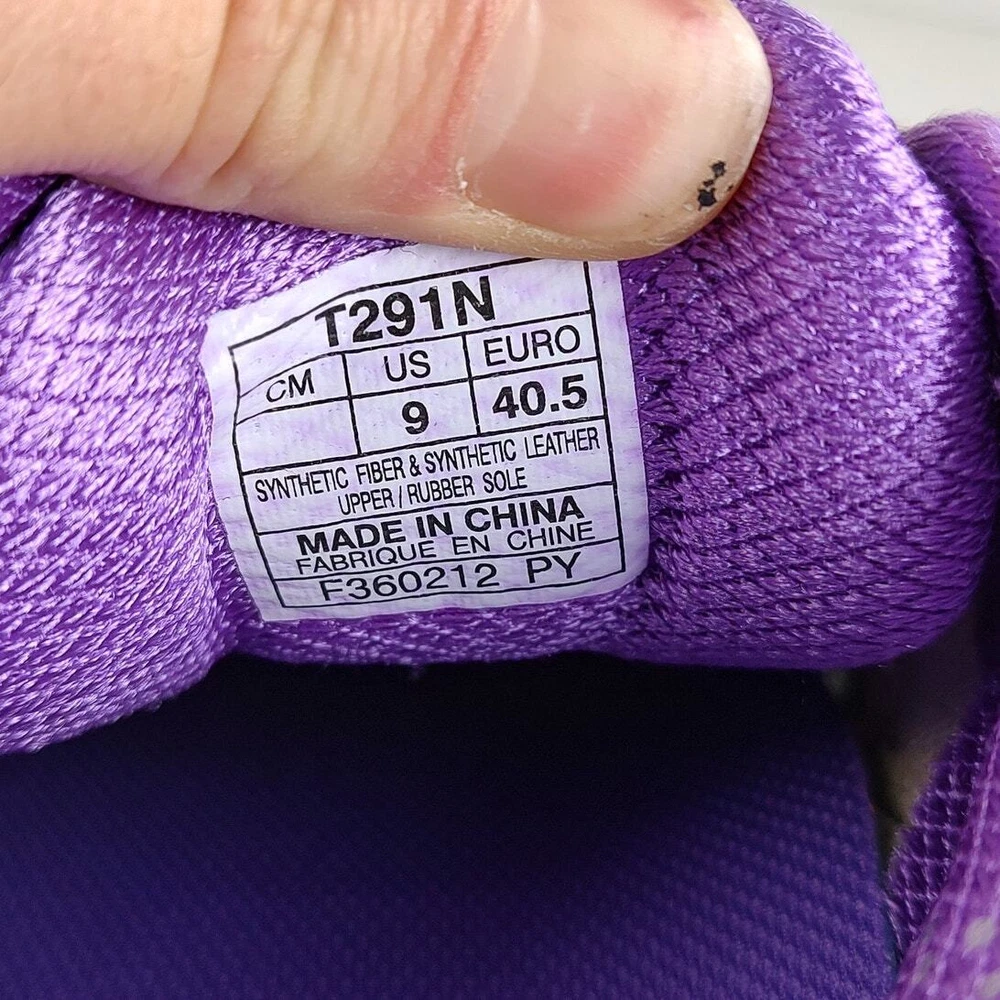 T291N
CM US EURO
9 40.5
SYNTHETIC FIBER & SYNTHETIC LEATHER
UPPER / RUBBER SOLE
MADE IN CHINA
FABRIQUE EN CHINE
F360212 PY